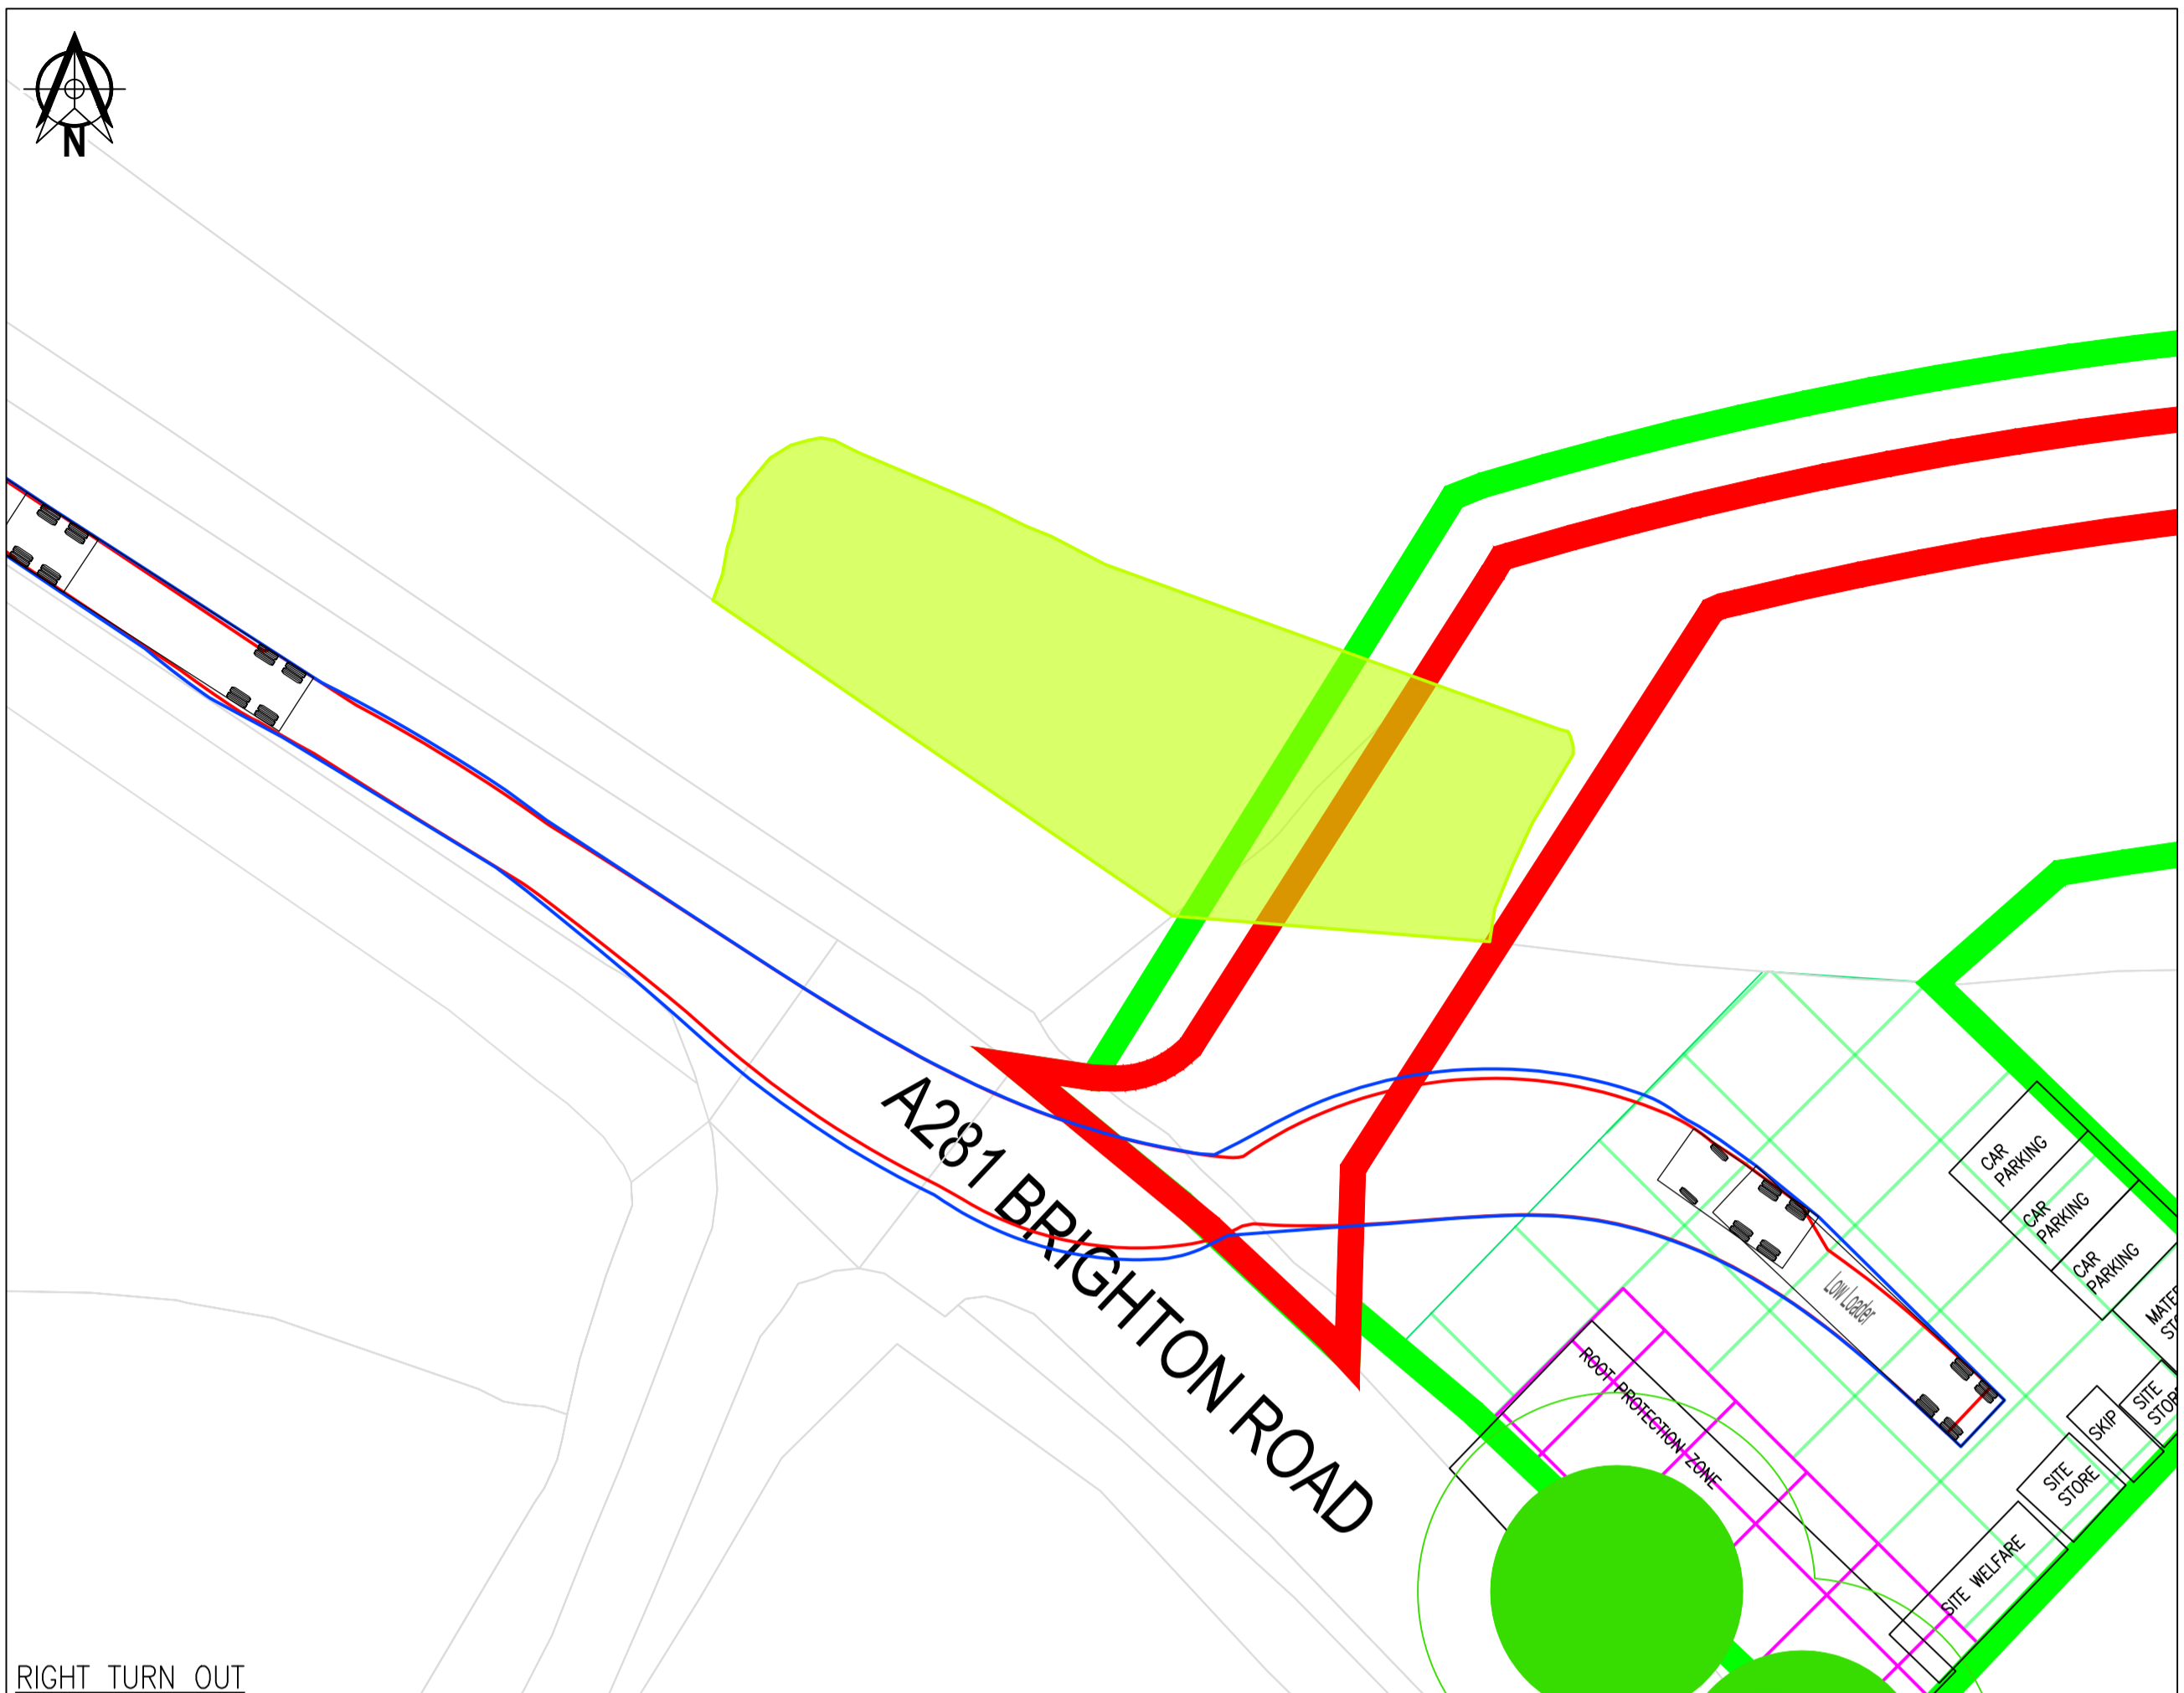 N
A281 BRIGHTON ROAD
CAR
PARKING
CAR
PARKING
CAR
PARKING
Low Loader
ROOT PROTECTION ZONE
SITE
SKIP
SITE
STORE
SITE WELFARE
RIGHT TURN OUT